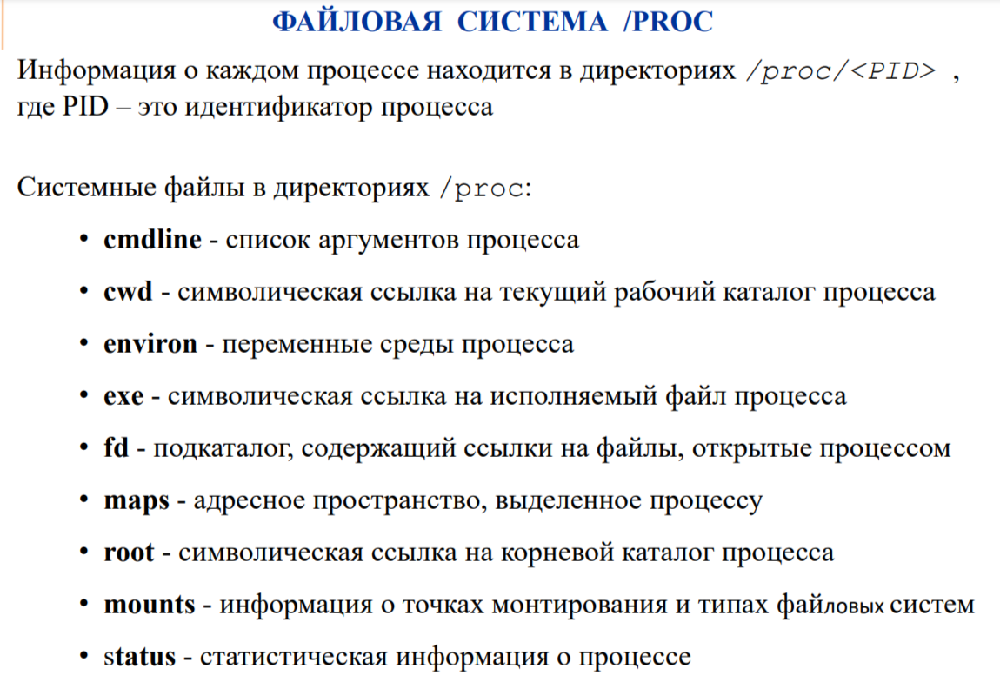 ФАЙЛОВАЯ СИСТЕМА /PROC
Информация о каждом процессе находится в директориях /proc/<PID> ,
где PID – это идентификатор процесса
Системные файлы в директориях /proc:
• cmdline - список аргументов процесса
• cwd - символическая ссылка на текущий рабочий каталог процесса
• environ - переменные среды процесса
• exe - символическая ссылка на исполняемый файл процесса
• fd - подкаталог, содержащий ссылки на файлы, открытые процессом
• maps - адресное пространство, выделенное процессу
• root - символическая ссылка на корневой каталог процесса
• mounts - информация о точках монтирования и типах файловых систем
• status - статистическая информация о процессе